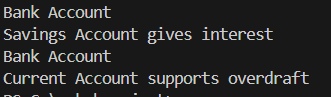 Bank Account
Savings Account gives interest
Bank Account
Current Account supports overdraft